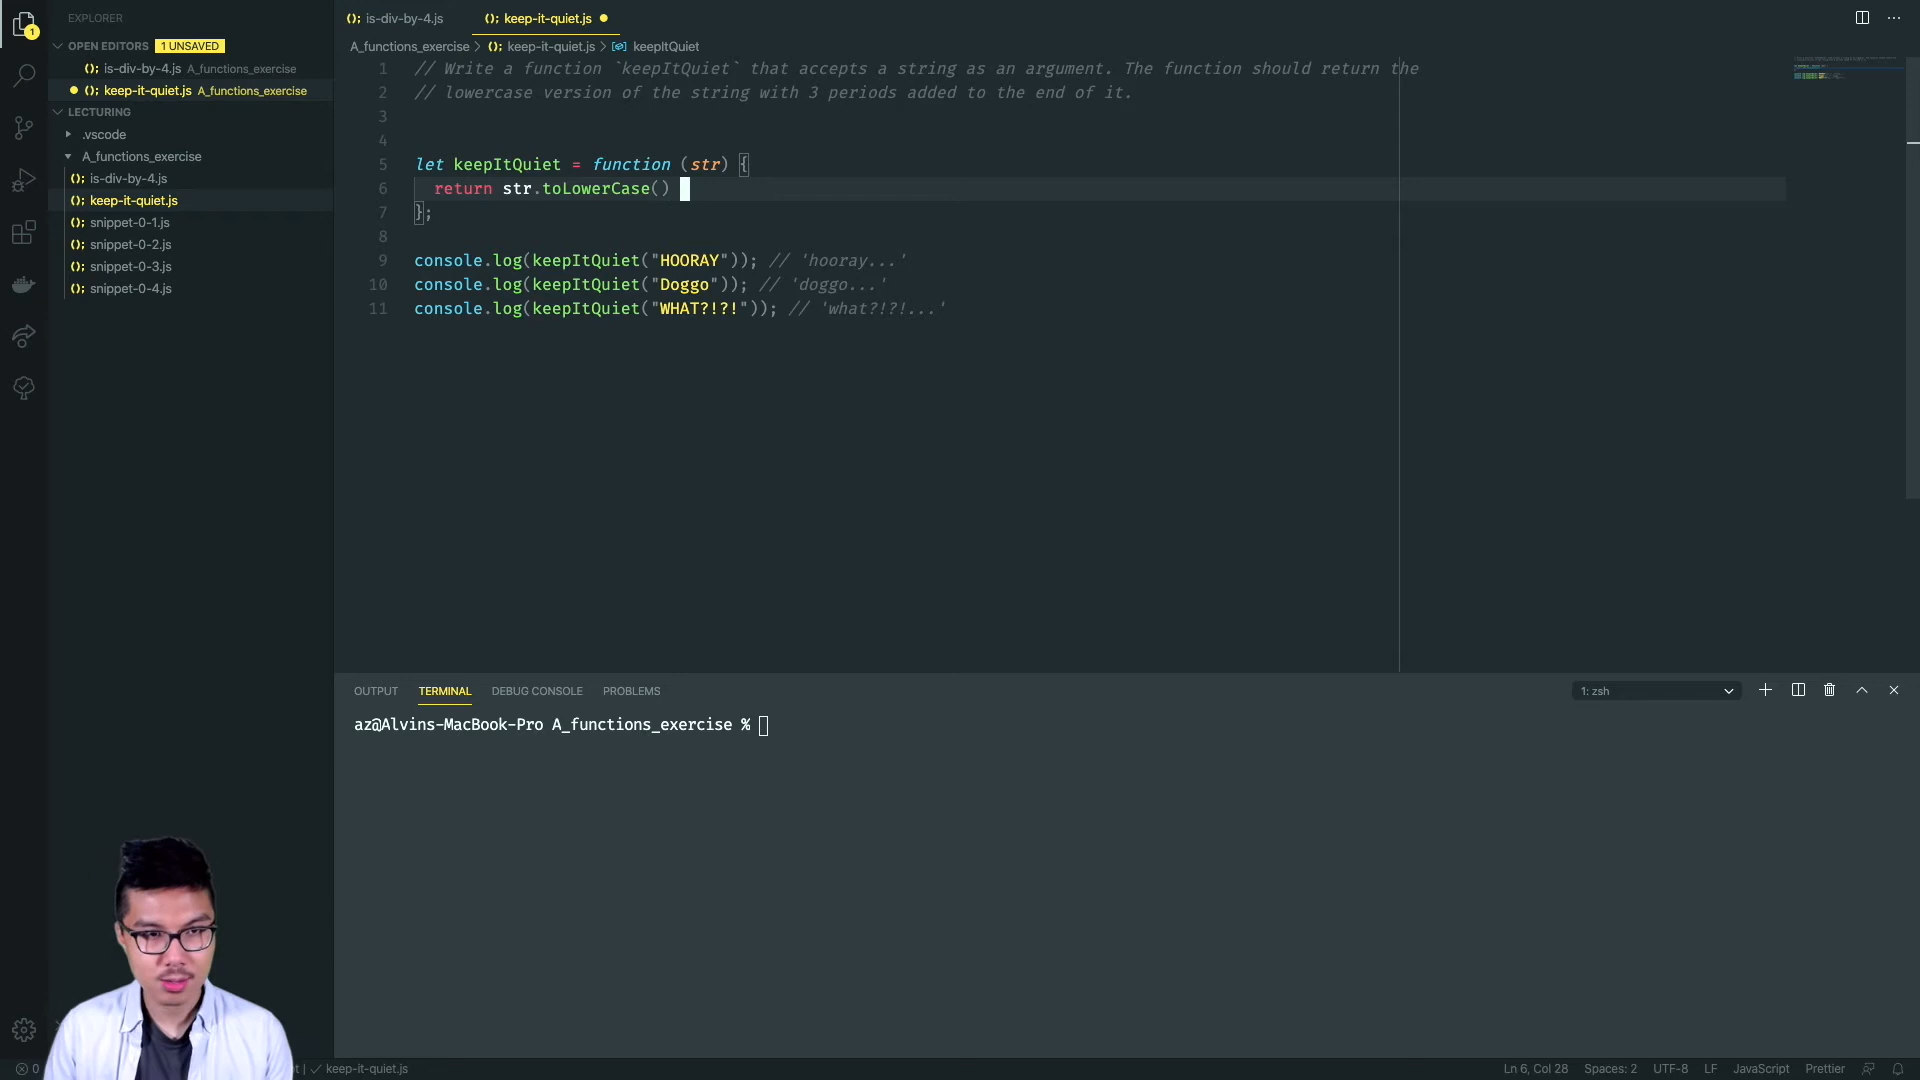 EXPLORER
OPEN EDITORS 1 UNSAVED
is-div-by-4.js A_functions_exercise
keep-it-quiet.js A_functions_exercise
LECTURING
.vscode
A_functions_exercise
is-div-by-4.js
keep-it-quiet.js
snippet-0-1.js
snippet-0-2.js
snippet-0-3.js
snippet-0-4.js
is-div-by-4.js
keep-it-quiet.js
A_functions_exercise > keep-it-quiet.js > keepItQuiet
1 // Write a function `keepItQuiet` that accepts a string as an argument. The function should return the
2 // lowercase version of the string with 3 periods added to the end of it.
3
4
5 let keepItQuiet = function (str) {
6 return str.toLowerCase()
7 };
8
9 console.log(keepItQuiet("HOORAY")); // 'hooray...'
10 console.log(keepItQuiet("Doggo")); // 'doggo...'
11 console.log(keepItQuiet("WHAT?!?!")); // 'what?!?!...'
OUTPUT TERMINAL DEBUG CONSOLE PROBLEMS
1: zsh
az@Alvins-MacBook-Pro A_functions_exercise %
0 keep-it-quiet.js
Ln 6, Col 28 Spaces: 2 UTF-8 LF JavaScript Prettier